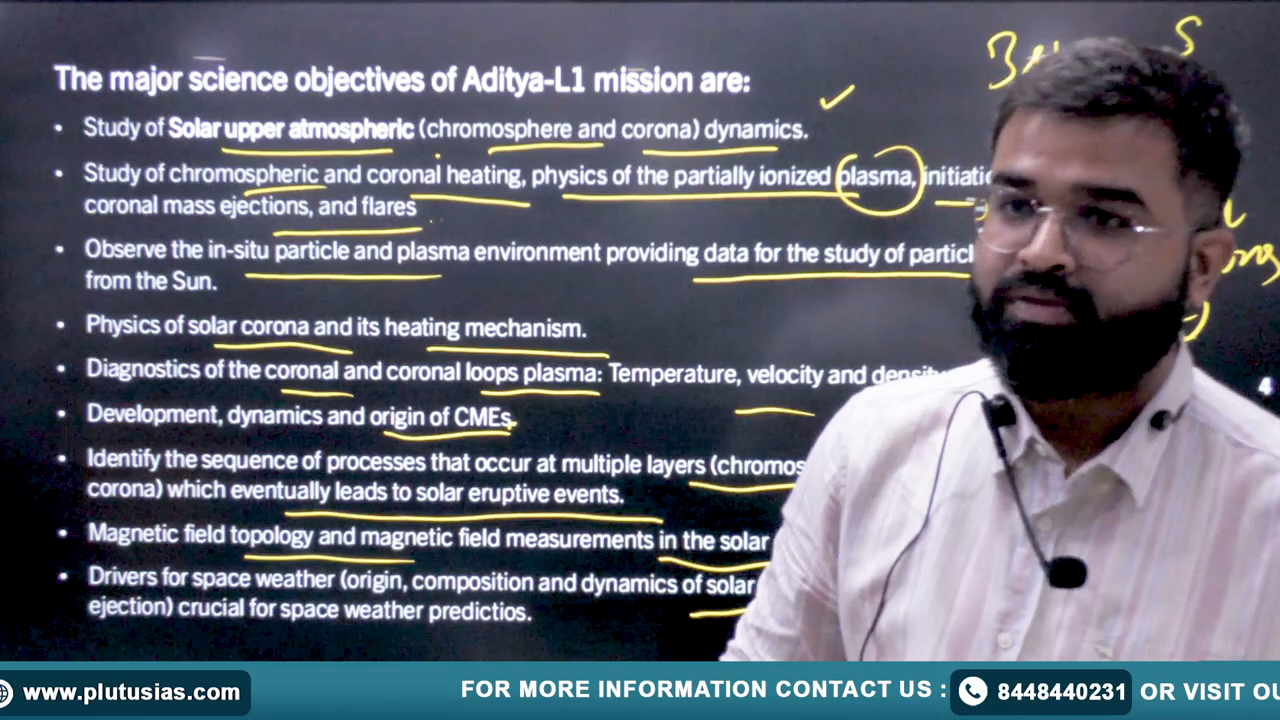 The major science objectives of Aditya-L1 mission are:
• Study of Solar upper atmospheric (chromosphere and corona) dynamics.
• Study of chromospheric and coronal heating, physics of the partially ionized plasma,
coronal mass ejections, and flares
• Observe the in-situ particle and plasma environment providing data for the study of
from the Sun.
• Physics of solar corona and its heating mechanism.
• Diagnostics of the coronal and coronal loops plasma: Temperature, velocity and density
4
• Development, dynamics and origin of CMEs.
• Identify the sequence of processes that occur at multiple layers
corona) which eventually leads to solar eruptive events.
• Magnetic field topology and magnetic field measurements in the solar
• Drivers for space weather (origin, composition and dynamics of solar
ejection) crucial for space weather predictios.
www.plutusias.com
FOR MORE INFORMATION CONTACT US : 8448440231 OR VISIT